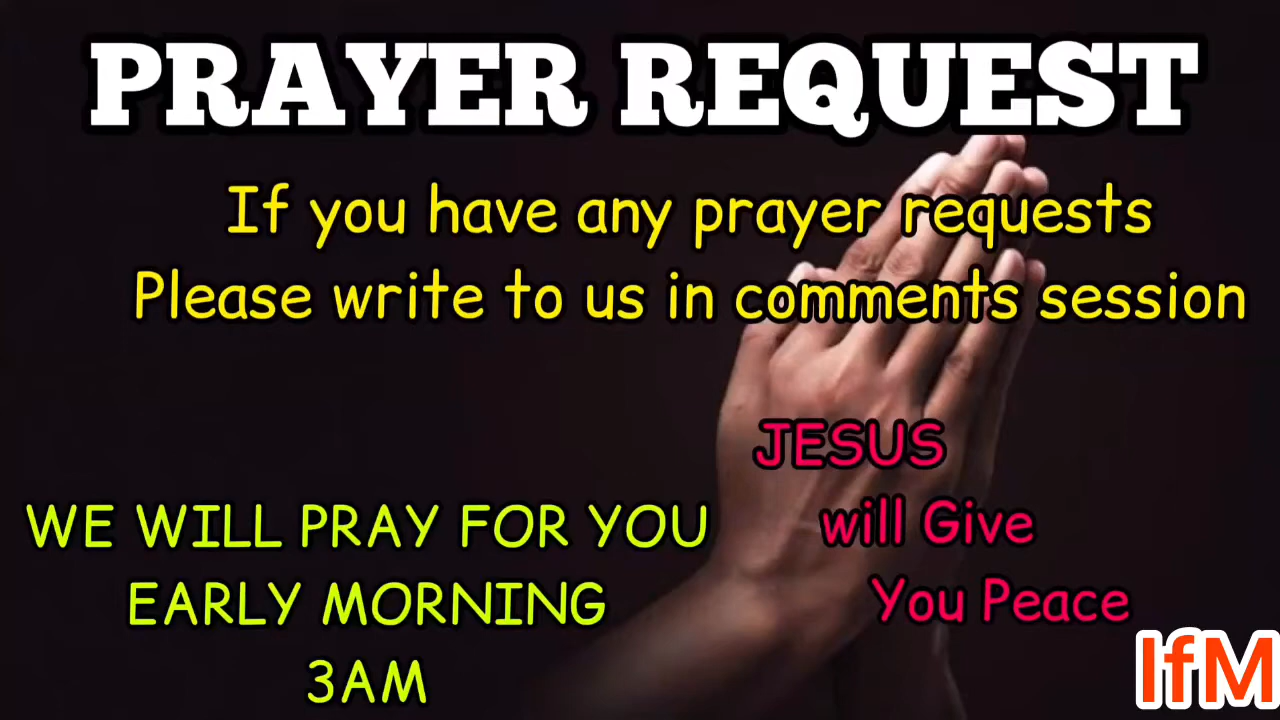 PRAYER REQUEST
If you have any prayer requests
Please write to us in comments session
JESUS
will Give
You Peace
WE WILL PRAY FOR YOU
EARLY MORNING
3AM
IfM